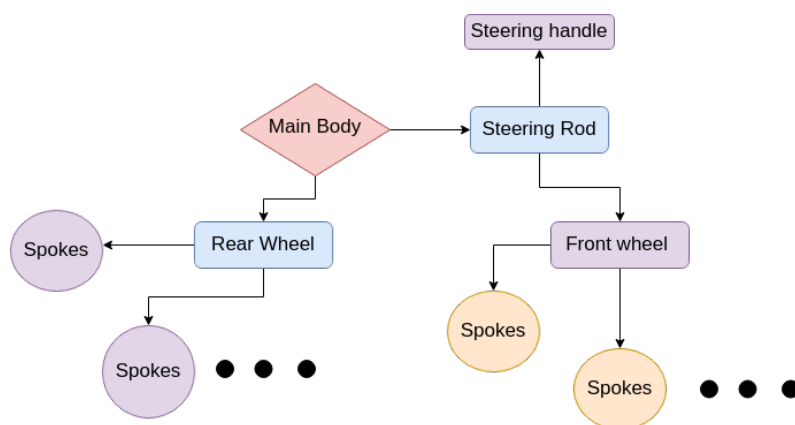 Steering handle
Main Body
Steering Rod
Spokes
Rear Wheel
Front wheel
Spokes
Spokes
Spokes